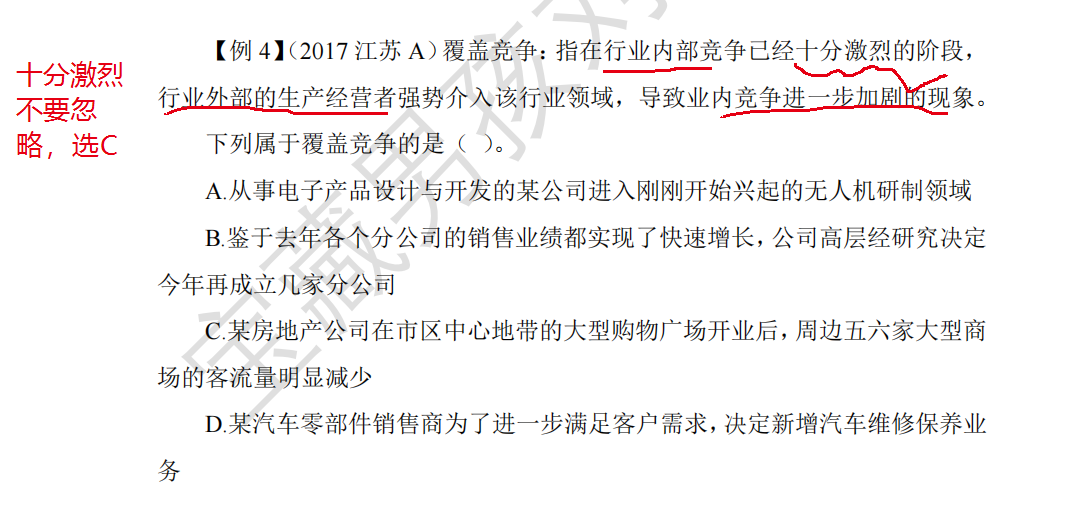 【例 4】（2017 江苏 A）覆盖竞争：指在行业内部竞争已经十分激烈的阶段，
行业外部的生产经营者强势介入该行业领域，导致业内竞争进一步加剧的现象。
十分激烈
不要忽
略，选C
下列属于覆盖竞争的是（ ）。
A.从事电子产品设计与开发的某公司进入刚刚开始兴起的无人机研制领域
B.鉴于去年各个分公司的销售业绩都实现了快速增长，公司高层经研究决定
今年再成立几家分公司
C.某房地产公司在市区中心地带的大型购物广场开业后，周边五六家大型商
场的客流量明显减少
D.某汽车零部件销售商为了进一步满足客户需求，决定新增汽车维修保养业
务
宝藏男孩